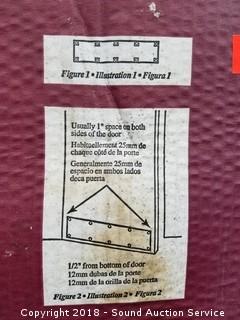 Figure 1 • Illustration 1 • Figura 1
Usually 1" space on both
sides of the door
Habituellement 25mm de
chaque côté de la porte
Generalmente 25mm de
espacio en ambos lados
deca puerta
1/2" from bottom of door
12mm dubas de la porte
12mm de la orilla de la puerta
Figure 2 • Illustration 2 • Figura 2
Copyright 2018 - Sound Auction Service